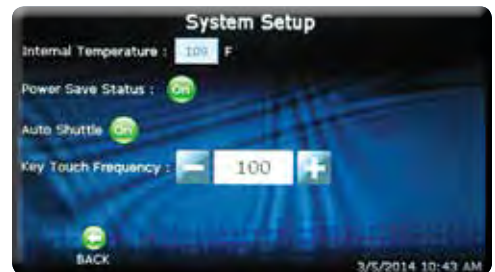 System Setup
Internal Temperature : 109 F
Power Save Status : On
Auto Shuttle On
Key Touch Frequency : 100
BACK
3/5/2014 10:43 AM